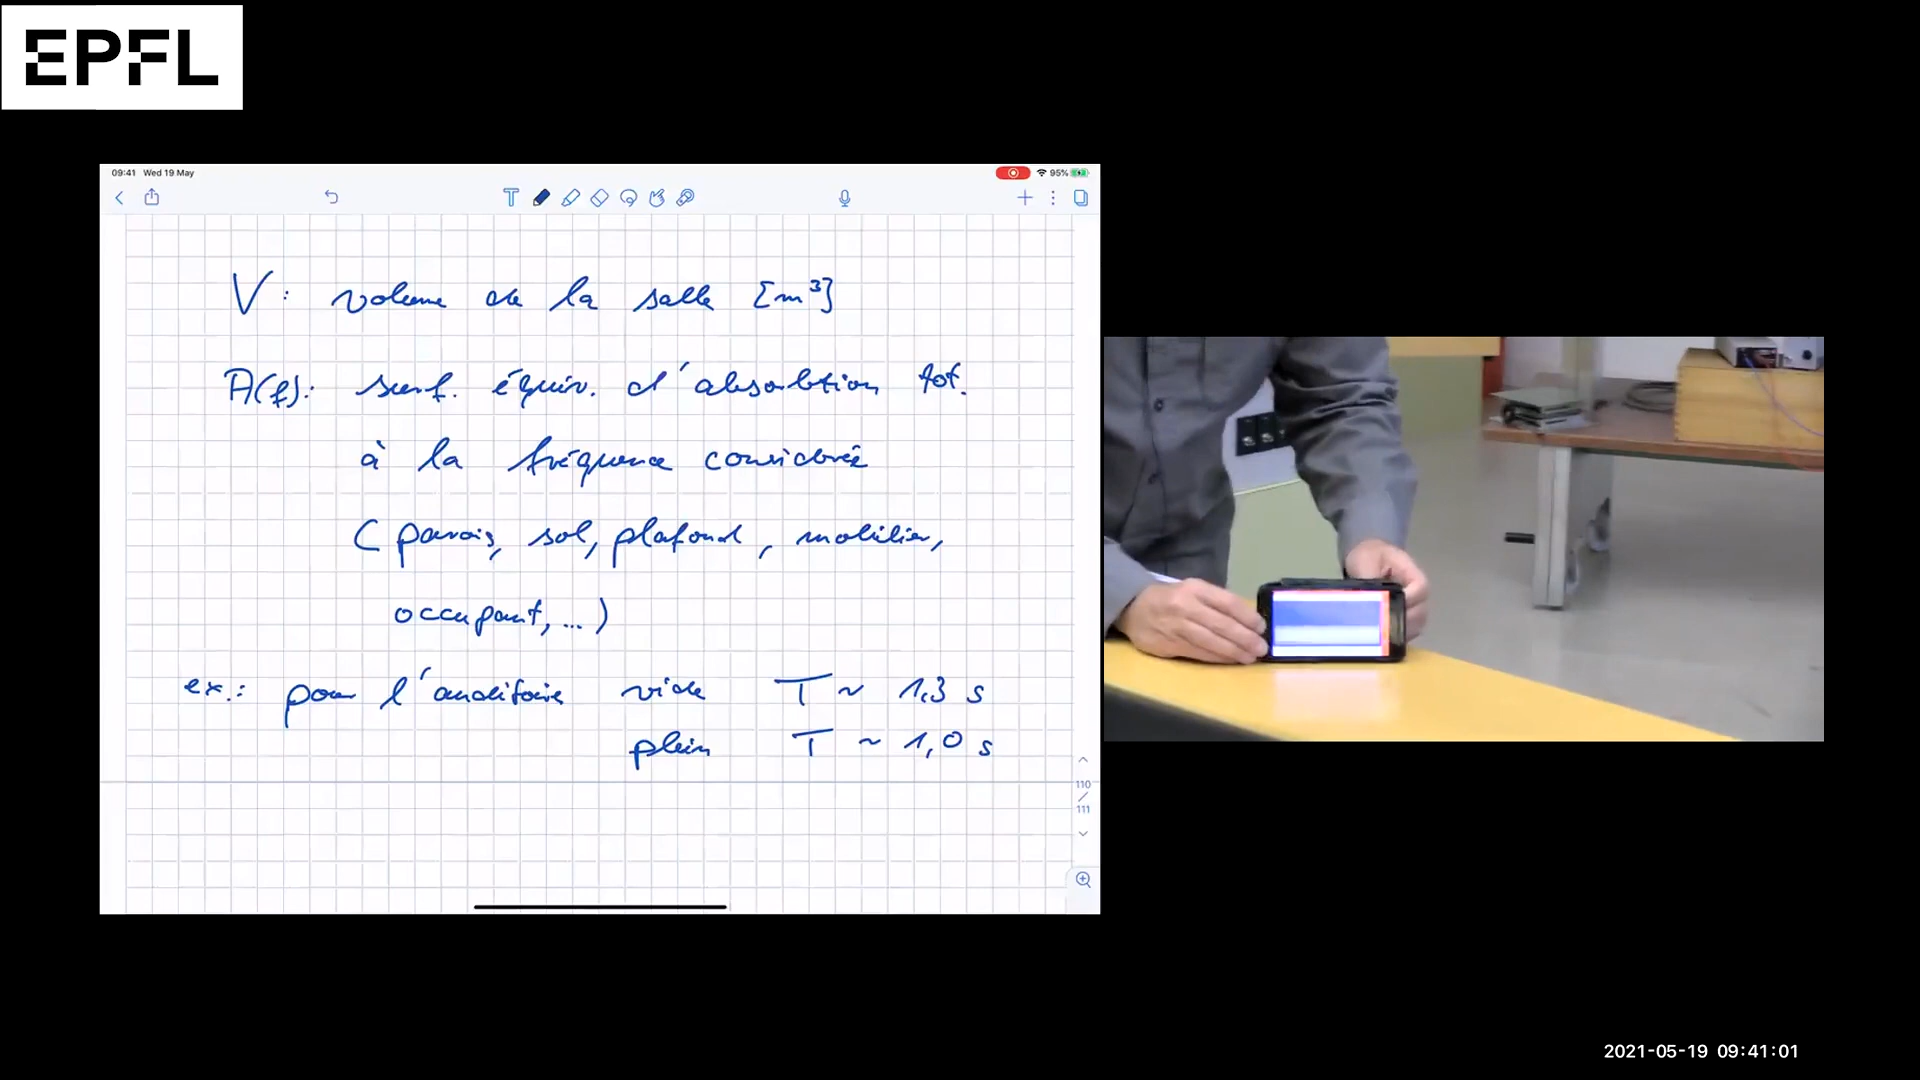 EPFL
09:41 Wed 19 May
95%
V: volume de la salle [m³]
A(f): surf. équiv. d'absorbtion tot.
à la fréquence considérée
(parois, sol, plafond, mobilier,
occupant, ...)
ex.: pour l'auditoire vide T ~ 1,3 s
plein T ~ 1,0 s
110
/
111
2021-05-19 09:41:01